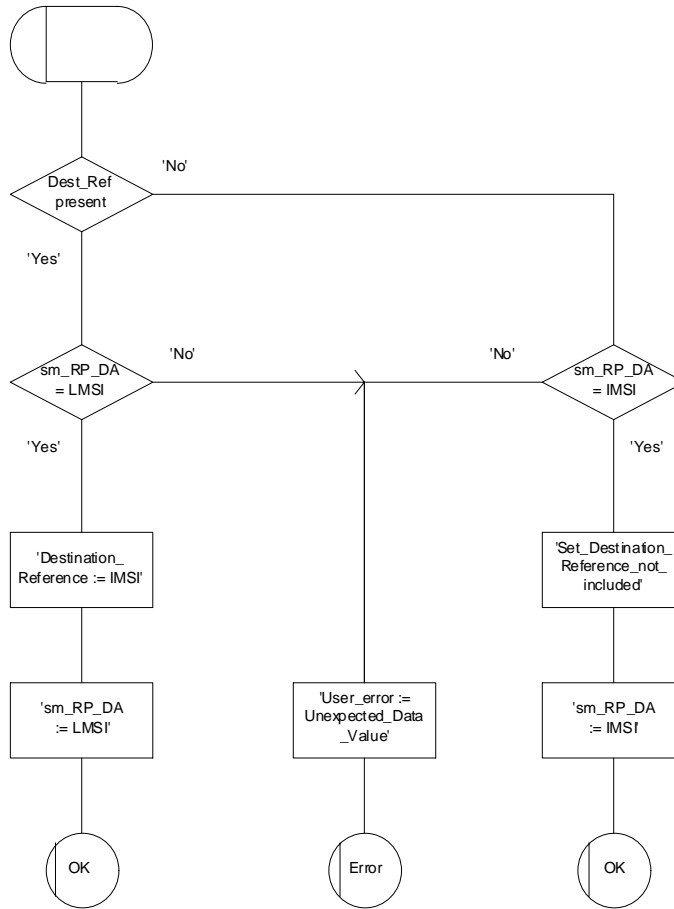 'No'
Dest_Ref
present
'Yes'
sm_RP_DA
= LMSI
'No'
'No'
sm_RP_DA
= IMSI
'Yes'
'Yes'
'Destination_
Reference := IMSI'
'Set_Destination_
Reference_not_
included'
'sm_RP_DA
:= LMSI'
'User_error :=
Unexpected_Data
_Value'
'sm_RP_DA
:= IMSI'
OK
Error
OK